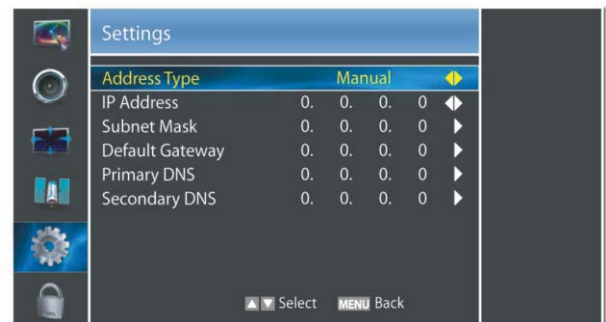 Settings
Address Type Manual
IP Address 0. 0. 0. 0
Subnet Mask 0. 0. 0. 0
Default Gateway 0. 0. 0. 0
Primary DNS 0. 0. 0. 0
Secondary DNS 0. 0. 0. 0
Select MENU Back